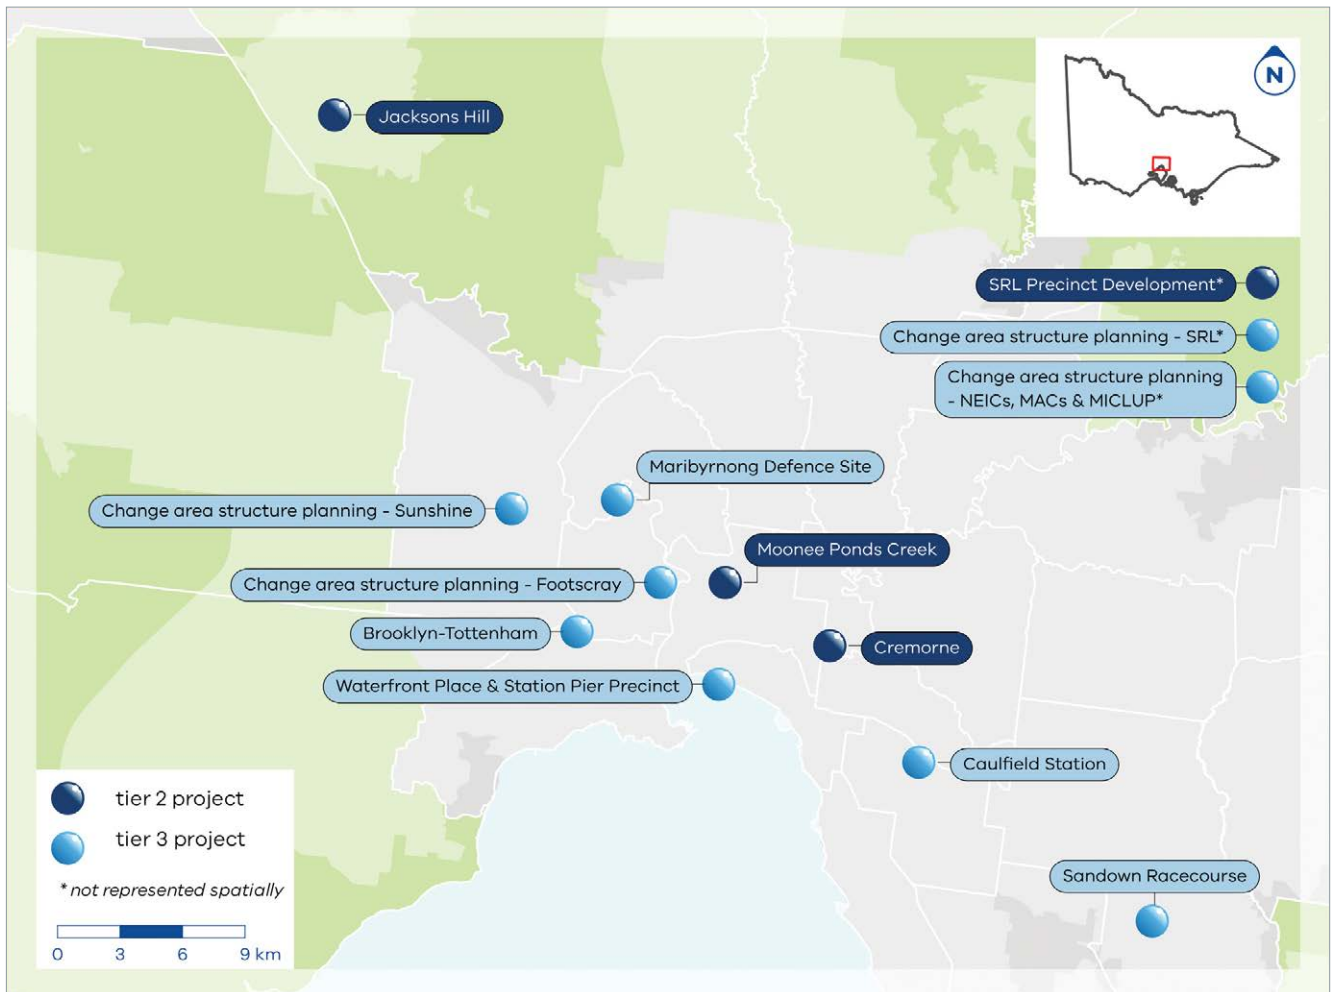 N
Jacksons Hill
SRL Precinct Development*
Change area structure planning - SRL*
Change area structure planning
- NEICs, MACs & MICLUP*
Maribyrnong Defence Site
Change area structure planning - Sunshine
Moonee Ponds Creek
Change area structure planning - Footscray
Brooklyn-Tottenham
Cremorne
Waterfront Place & Station Pier Precinct
Caulfield Station
Sandown Racecourse
tier 2 project
tier 3 project
* not represented spatially
0 3 6 9 km